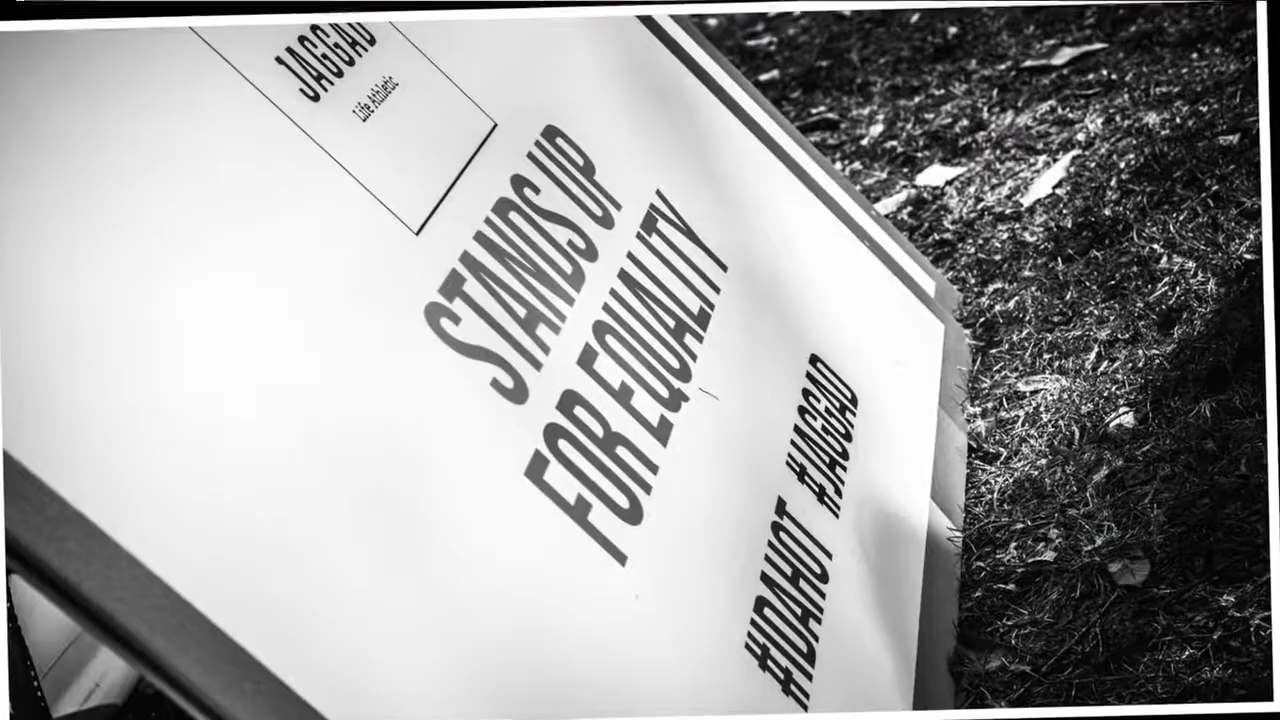 JAGGAD
Life Athletic
STANDS UP
FOR EQUALITY
#IDAHOT #JAGGAD